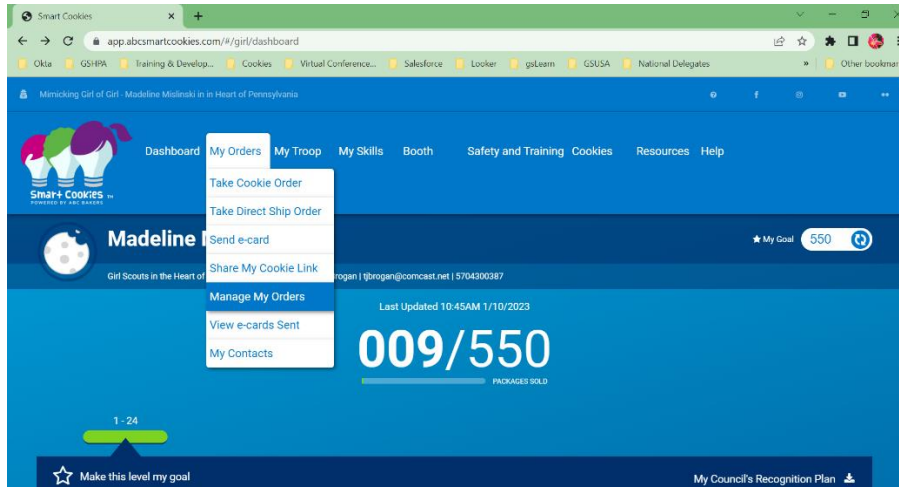 Smart Cookies
app.abcsmartcookies.com/#/girl/dashboard
Okta GSHPA Training & Develop... Cookies Virtual Conference... Salesforce Looker gsLearn GSUSA National Delegates » Other bookmar
Mimicking Girl of Girl - Madeline Mislinski in in Heart of Pennsylvania
Dashboard My Orders My Troop My Skills Booth Safety and Training Cookies Resources Help
Smart Cookies TM
POWERED BY ABC BAKERS
Take Cookie Order
Take Direct Ship Order
Send e-card
Share My Cookie Link
Manage My Orders
View e-cards Sent
My Contacts
Madeline
My Goal 550
Girl Scouts in the Heart of rogan | tjbrogan@comcast.net | 5704300387
Last Updated 10:45AM 1/10/2023
009/550
PACKAGES SOLD
1 - 24
Make this level my goal
My Council's Recognition Plan